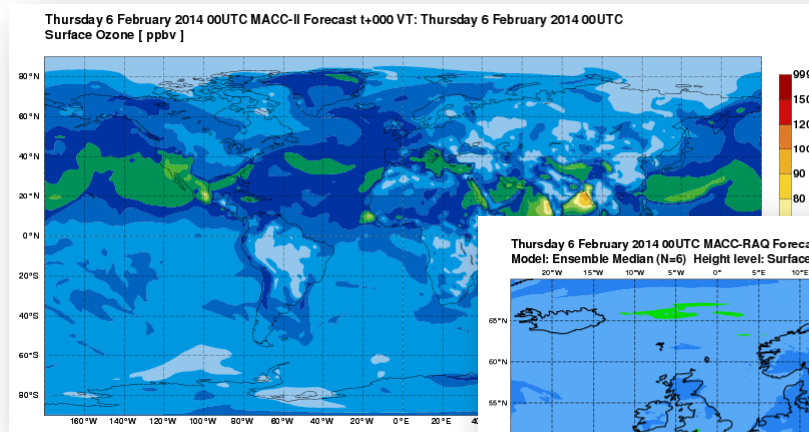 Thursday 6 February 2014 00UTC MACC-II Forecast t+000 VT: Thursday 6 February 2014 00UTC
Surface Ozone [ ppbv ]
80°N
60°N
40°N
20°N
0°N
20°S
40°S
60°S
80°S
160°W 140°W 120°W 100°W 80°W 60°W 40°W 20°W 0°E 20°E 40
999
150
120
100
90
80
Thursday 6 February 2014 00UTC MACC-RAQ Foreca
Model: Ensemble Median (N=6) Height level: Surface
20°W 15°W 10°W 5°W 0° 5°E 10°E
65°N
60°N
55°N